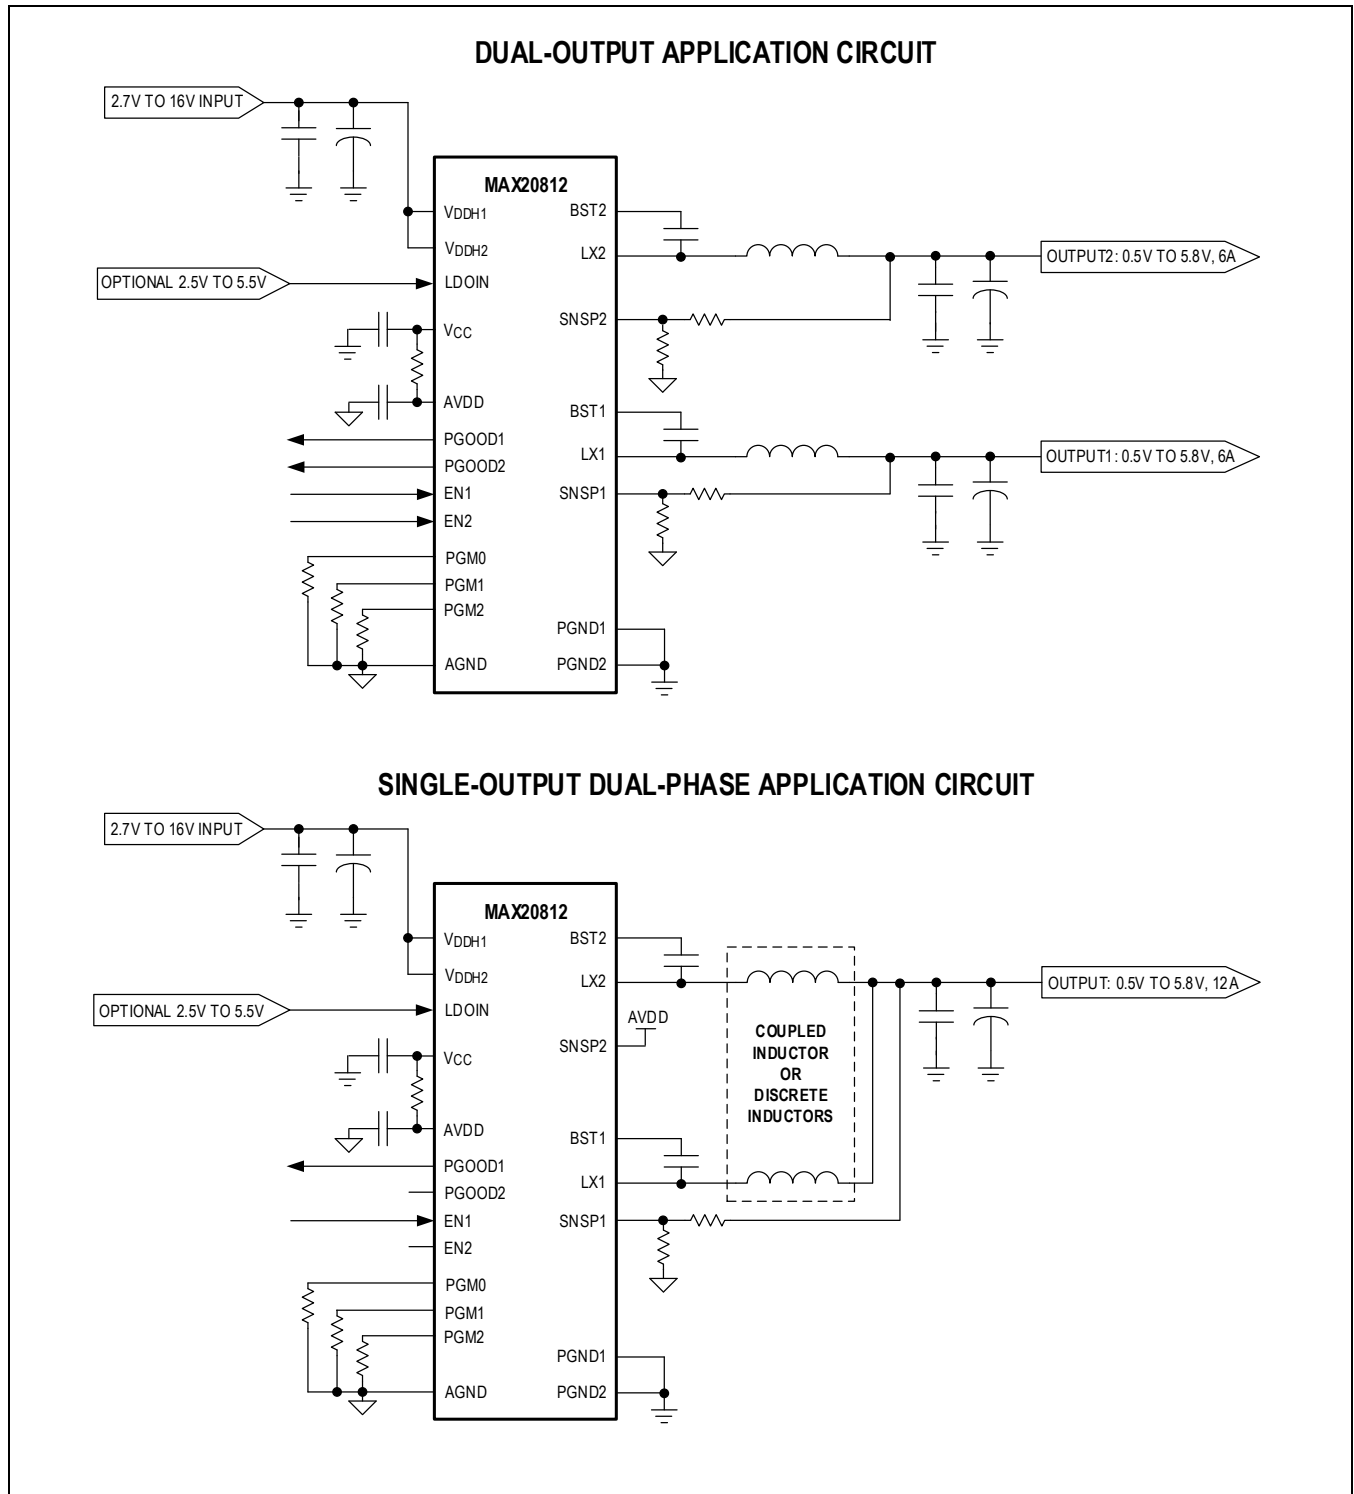 DUAL-OUTPUT APPLICATION CIRCUIT
2.7V TO 16V INPUT
MAX20812
VDDH1
BST2
VDDH2
LX2
OUTPUT2: 0.5V TO 5.8V, 6A
OPTIONAL 2.5V TO 5.5V
LDOIN
SNSP2
VCC
AVDD
BST1
PGOOD1
LX1
OUTPUT1: 0.5V TO 5.8V, 6A
PGOOD2
EN1
SNSP1
EN2
PGM0
PGM1
PGM2
PGND1
AGND
PGND2
SINGLE-OUTPUT DUAL-PHASE APPLICATION CIRCUIT
2.7V TO 16V INPUT
MAX20812
VDDH1
BST2
VDDH2
LX2
OUTPUT: 0.5V TO 5.8V, 12A
OPTIONAL 2.5V TO 5.5V
LDOIN
AVDD
SNSP2
COUPLED
INDUCTOR
OR
DISCRETE
INDUCTORS
VCC
AVDD
BST1
PGOOD1
LX1
PGOOD2
EN1
SNSP1
EN2
PGM0
PGM1
PGM2
PGND1
AGND
PGND2